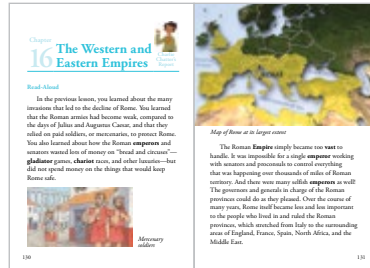 Chapter
16
The Western and
Eastern Empires
Read-Aloud
In the previous lesson, you learned about the many
invasions that led to the decline of Rome. You learned
that the Roman armies had become weak, compared to
the days of Julius and Augustus Caesar, and that they
relied on paid soldiers, or mercenaries, to protect Rome.
You also learned about how the Roman emperors and
senators wasted lots of money on “bread and circuses”—
gladiator games, chariot races, and other luxuries—but
did not spend money on the things that would keep
Rome safe.
Mercenary
soldiers
130
Map of Rome at its largest extent
The Roman Empire simply became too vast to
handle. It was impossible for a single emperor working
with senators and proconsuls to control everything
that was happening over thousands of miles of Roman
territory. And there were many selfish emperors as well!
The governors and generals in charge of the Roman
provinces could do as they pleased. Over the course of
many years, Rome itself became less and less important
to the people who lived in and ruled the Roman
provinces, which stretched from Italy to the surrounding
areas of England, France, Spain, North Africa, and the
Middle East.
131